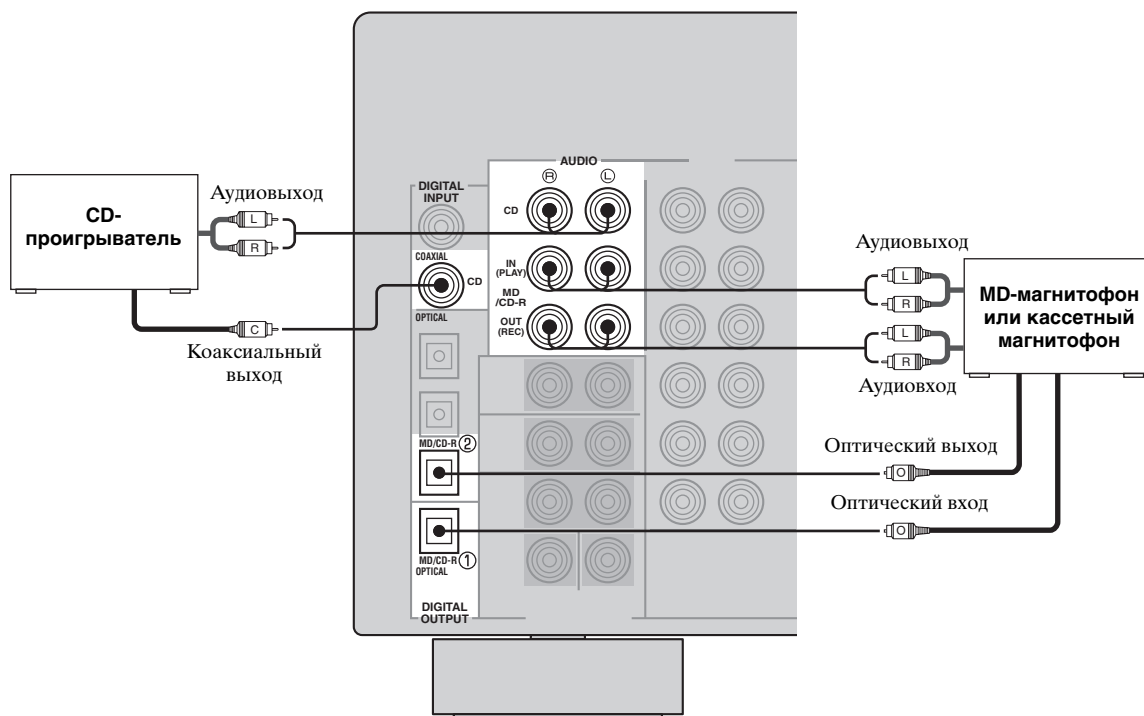 AUDIO
R L
DIGITAL
INPUT
CD
COAXIAL
CD
OPTICAL
IN
(PLAY)
MD
/CD-R
OUT
(REC)
MD/CD-R ②
MD/CD-R ①
OPTICAL
DIGITAL
OUTPUT
CD-
проигрыватель
Аудиовыход
L
R
C
Коаксиальный
выход
Аудиовыход
L
R
L
R
Аудиовход
MD-магнитофон
или кассетный
магнитофон
Оптический выход
O
Оптический вход
O